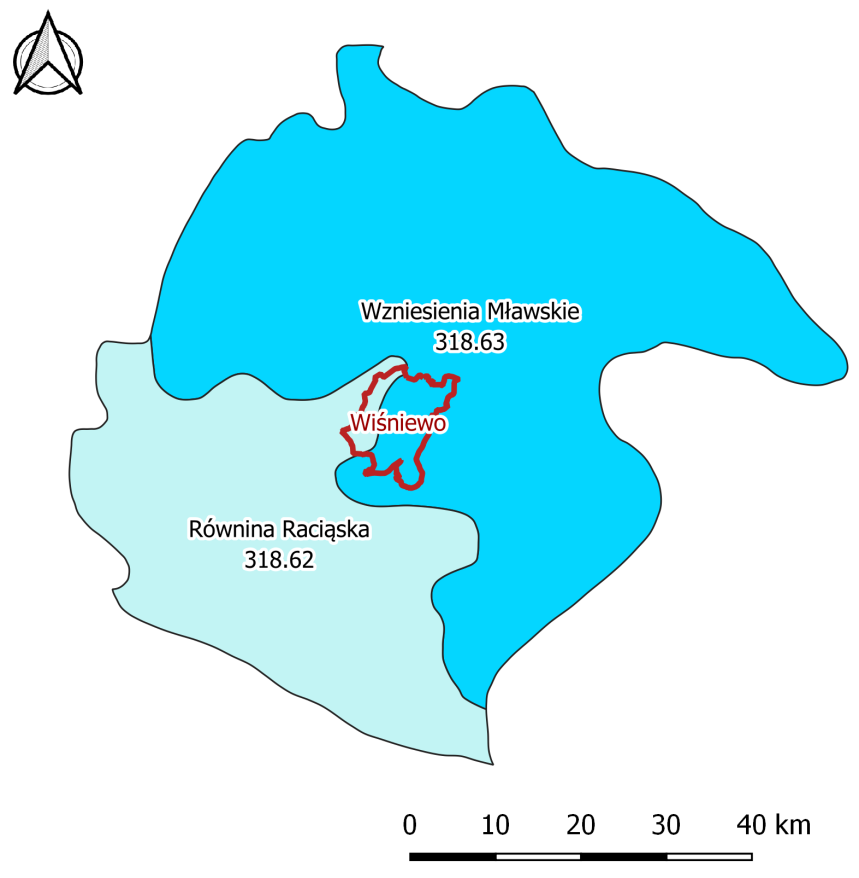 Wzniesienia Mławskie
318.63
Wiśniewo
Równina Raciąska
318.62
0 10 20 30 40 km